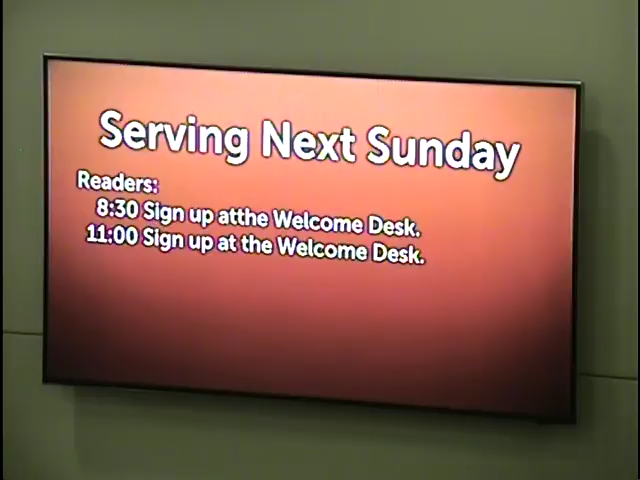 Serving Next Sunday
Readers:
8:30 Sign up atthe Welcome Desk.
11:00 Sign up at the Welcome Desk.